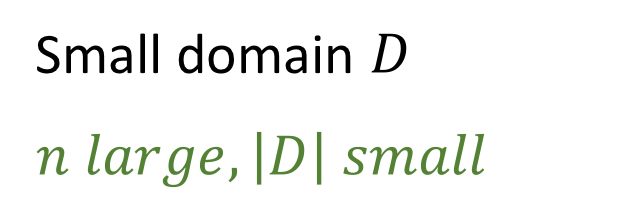 Small domain 𝐷
𝑛 𝑙𝑎𝑟𝑔𝑒, |𝐷| 𝑠𝑚𝑎𝑙𝑙